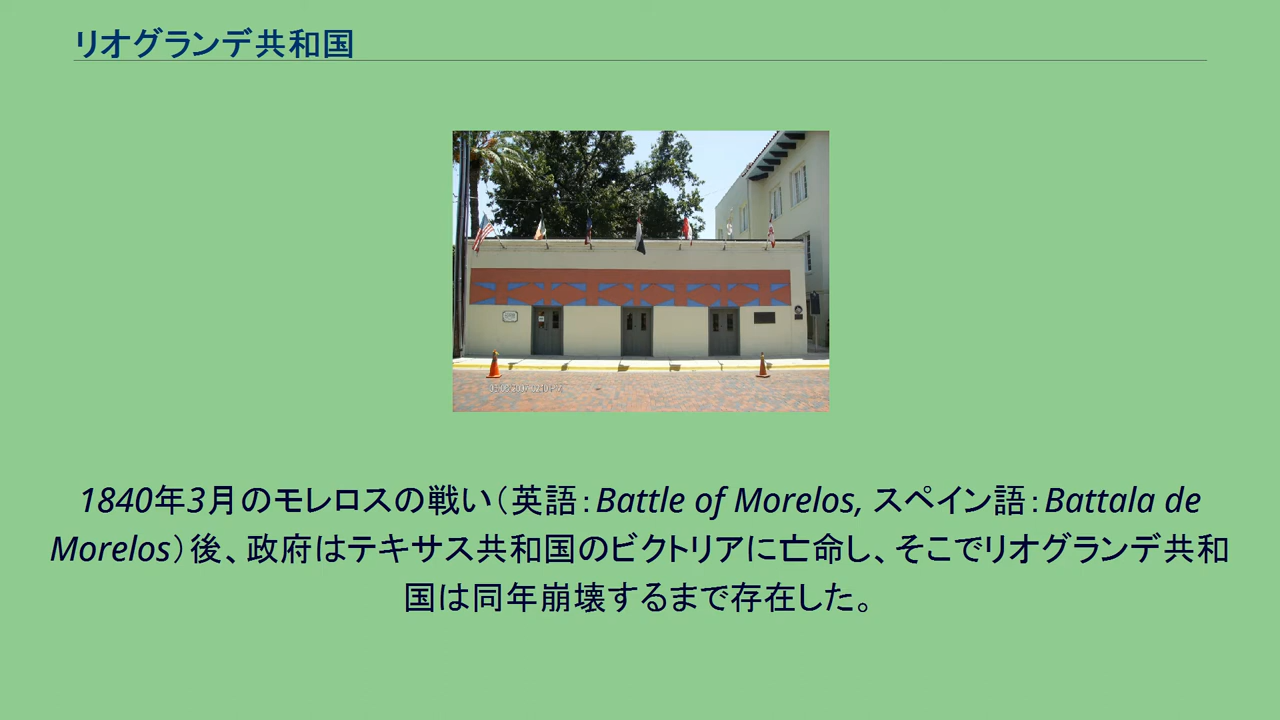 リオグランデ共和国
1840年3月のモレロスの戦い（英語：Battle of Morelos, スペイン語：Battala de
Morelos）後、政府はテキサス共和国のビクトリアに亡命し、そこでリオグランデ共和
国は同年崩壊するまで存在した。